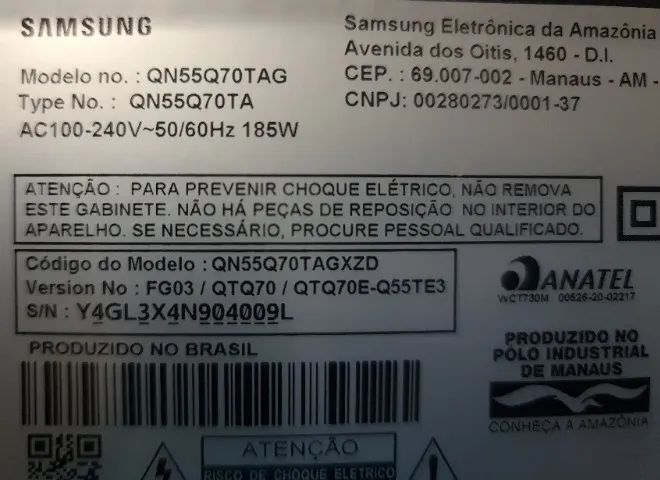 SAMSUNG
Modelo no. : QN55Q70TAG
Type No. : QN55Q70TA
AC100-240V~50/60Hz 185W
Samsung Eletrônica da Amazônia
Avenida dos Oitis, 1460 - D.I.
CEP. : 69.007-002 - Manaus - AM -
CNPJ: 00280273/0001-37
ATENÇÃO : PARA PREVENIR CHOQUE ELÉTRICO, NÃO REMOVA
ESTE GABINETE. NÃO HÁ PEÇAS DE REPOSIÇÃO NO INTERIOR DO
APARELHO. SE NECESSÁRIO, PROCURE PESSOAL QUALIFICADO.
Código do Modelo : QN55Q70TAGXZD
Version No : FG03 / QTQ70 / QTQ70E-Q55TE3
S/N : Y4GL3X4N904009L
ANATEL
WCT730M 00526-20-02217
PRODUZIDO NO BRASIL
PRODUZIDO NO
PÓLO INDUSTRIAL
DE MANAUS
CONHEÇA A AMAZÔNIA
ATENÇÃO
RISCO DE CHOQUE ELÉTRICO